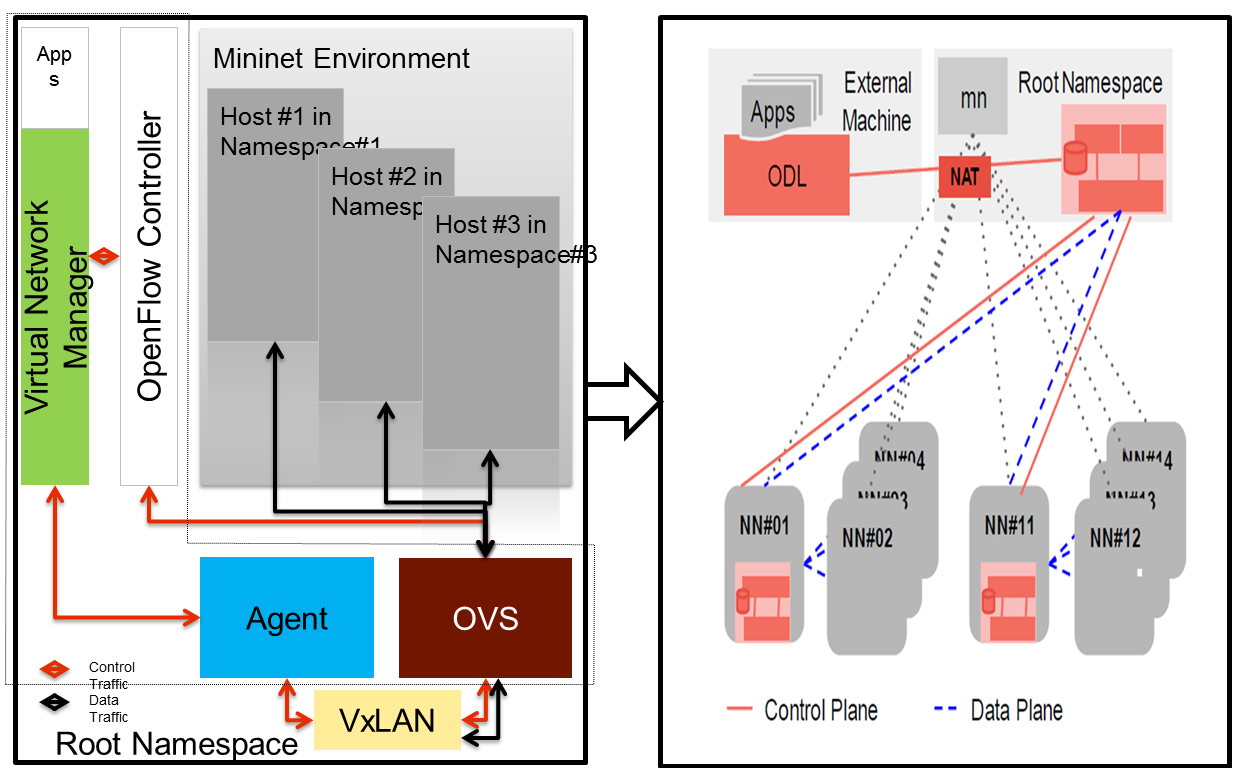 App
s
Virtual Network
Manager
OpenFlow Controller
Mininet Environment
Host #1 in
Namespace#1
Host #2 in
Namesp
Host #3 in
Namespace#3
Agent
OVS
VxLAN
Control
Traffic
Data
Traffic
Root Namespace
External
Machine
Apps
ODL
mn
Root Namespace
NAT
NN#04
NN#03
NN#01
NN#02
NN#14
NN#13
NN#11
NN#12
Control Plane
Data Plane